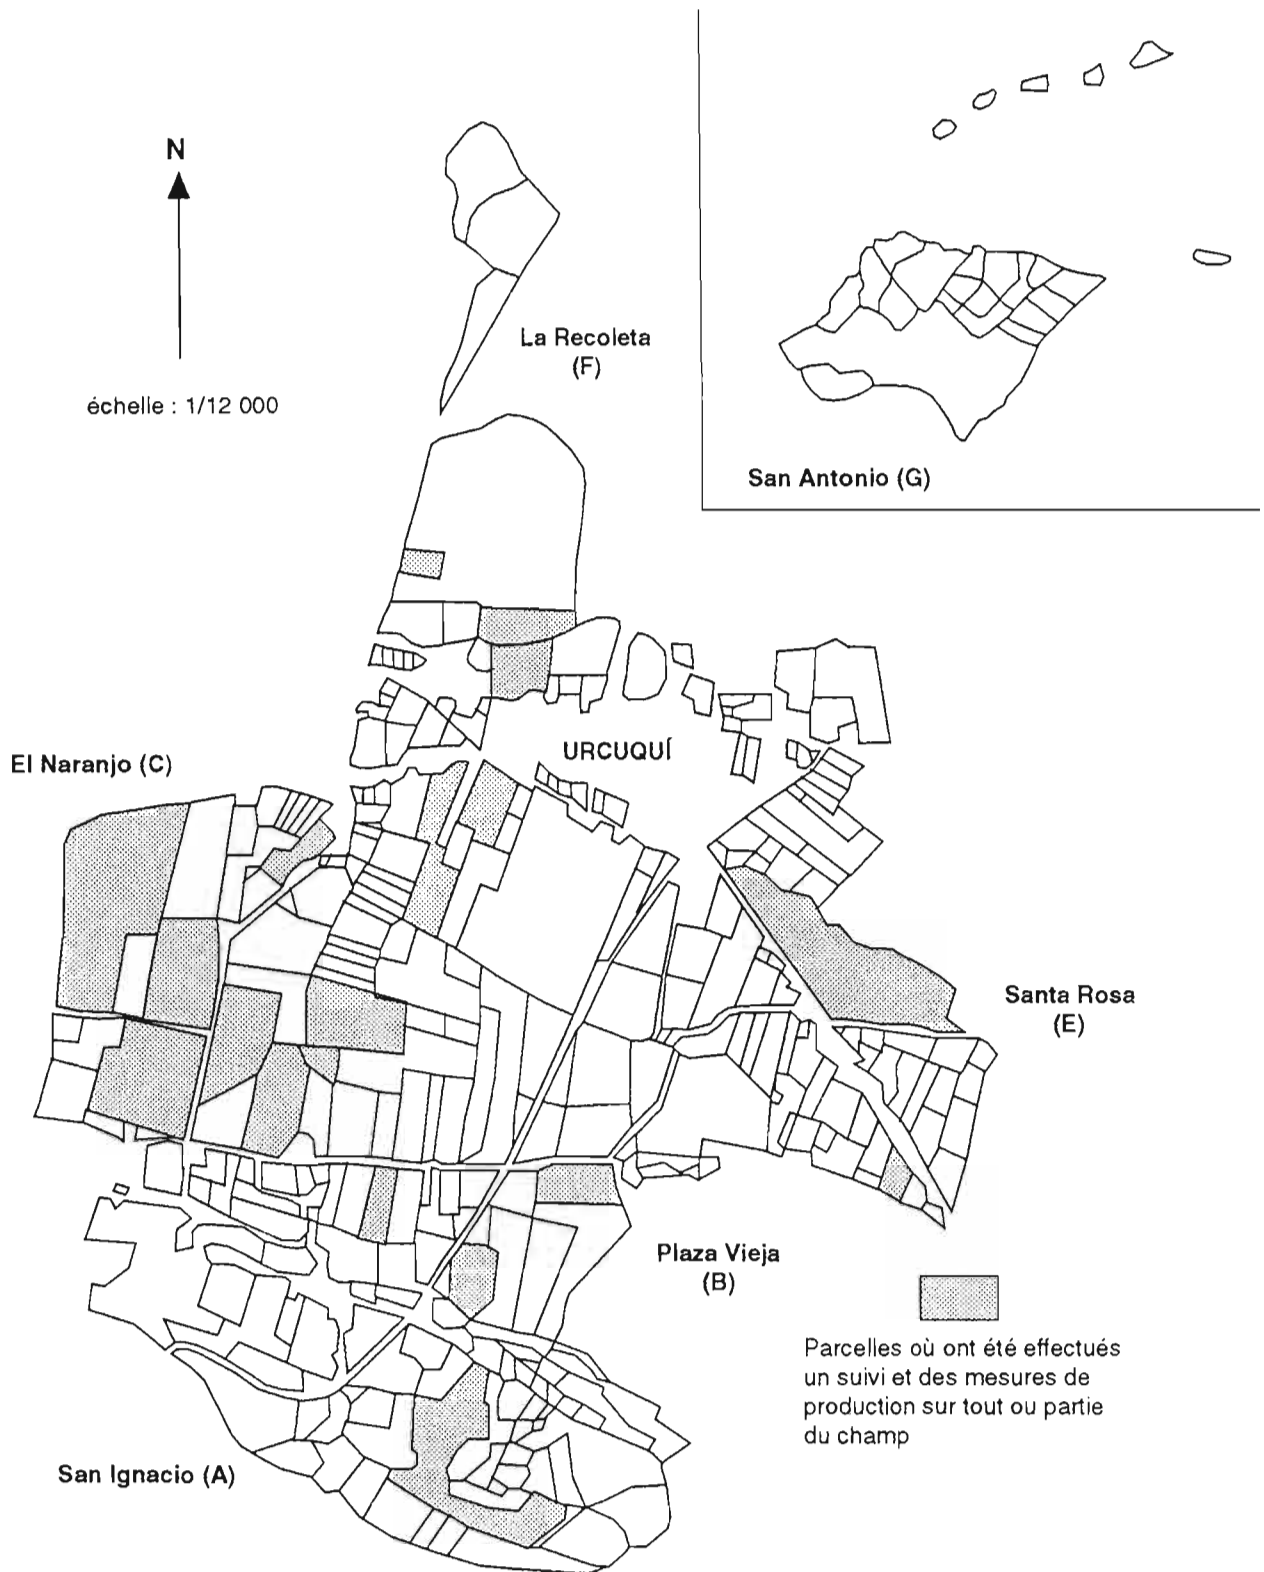 N
échelle : 1/12 000
La Recoleta
(F)
San Antonio (G)
URCUQUÍ
El Naranjo (C)
Santa Rosa
(E)
Plaza Vieja
(B)
Parcelles où ont été effectués
un suivi et des mesures de
production sur tout ou partie
du champ
San Ignacio (A)